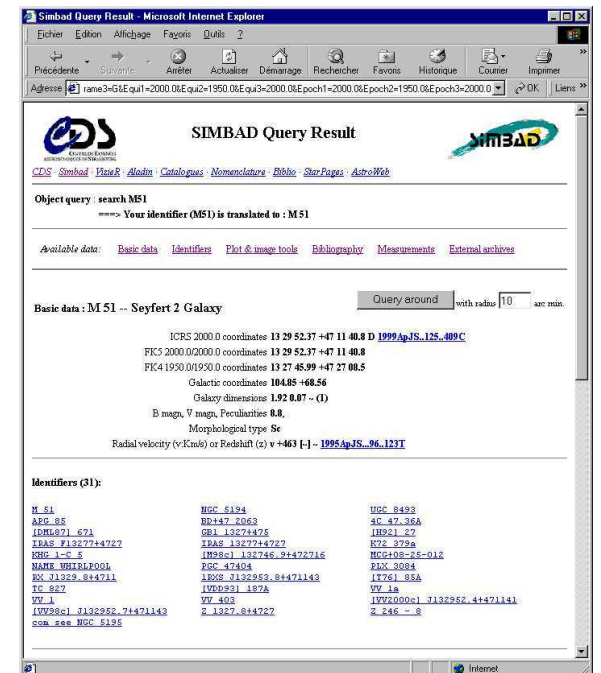 Simbad Query Result - Microsoft Internet Explorer
Fichier Edition Affichage Favoris Outils ?
Précédente Suivante Arrêter Actualiser Démarrage Rechercher Favoris Historique Courrier Imprimer »
Adresse rame3=G&Equi1=2000.0&Equi2=1950.0&Equi3=2000.0&Epoch1=2000.0&Epoch2=1950.0&Epoch3=2000.0 OK Liens »
SIMBAD Query Result
SIMBAD
CDS · Simbad · VizieR · Aladin · Catalogues · Nomenclature · Biblio · StarPages · AstroWeb
Object query : search M51
===> Your identifier (M51) is translated to : M 51
Available data: Basic data Identifiers Plot & image tools Bibliography Measurements External archives
Basic data : M 51 -- Seyfert 2 Galaxy Query around with radius 10 arc min.
ICRS 2000.0 coordinates 13 29 52.37 +47 11 40.8 D 1999ApJS..125..409C
FK5 2000.0/2000.0 coordinates 13 29 52.37 +47 11 40.8
FK4 1950.0/1950.0 coordinates 13 27 45.99 +47 27 08.5
Galactic coordinates 104.85 +68.56
Galaxy dimensions 1.92 0.07 ~ (1)
B magn, V magn, Peculiarities 8.8,
Morphological type Sc
Radial velocity (v:Km/s) or Redshift (z) v +463 [~] ~ 1995ApJS...96..123T
Identifiers (31):
M 51 NGC 5194 UGC 8493
APG 85 BD+47 2063 4C 47.36A
[DML87] 671 GB1 1327+475 [H92] 27
IRAS F13277+4727 IRAS 13277+4727 K72 379a
KHG 1-C 5 [M98c] 132746.9+472716 MCG+08-25-012
NAME WHIRLPOOL PGC 47404 PLX 3084
RX J1329.8+4711 1RXS J132953.8+471143 [T76] 85A
TC 827 [VDD93] 187A VV 1a
VV 1 VV 403 [VV2000c] J132952.4+471141
[VV98c] J132952.7+471143 Z 1327.8+4727 Z 246 - 8
com see NGC 5195
Internet